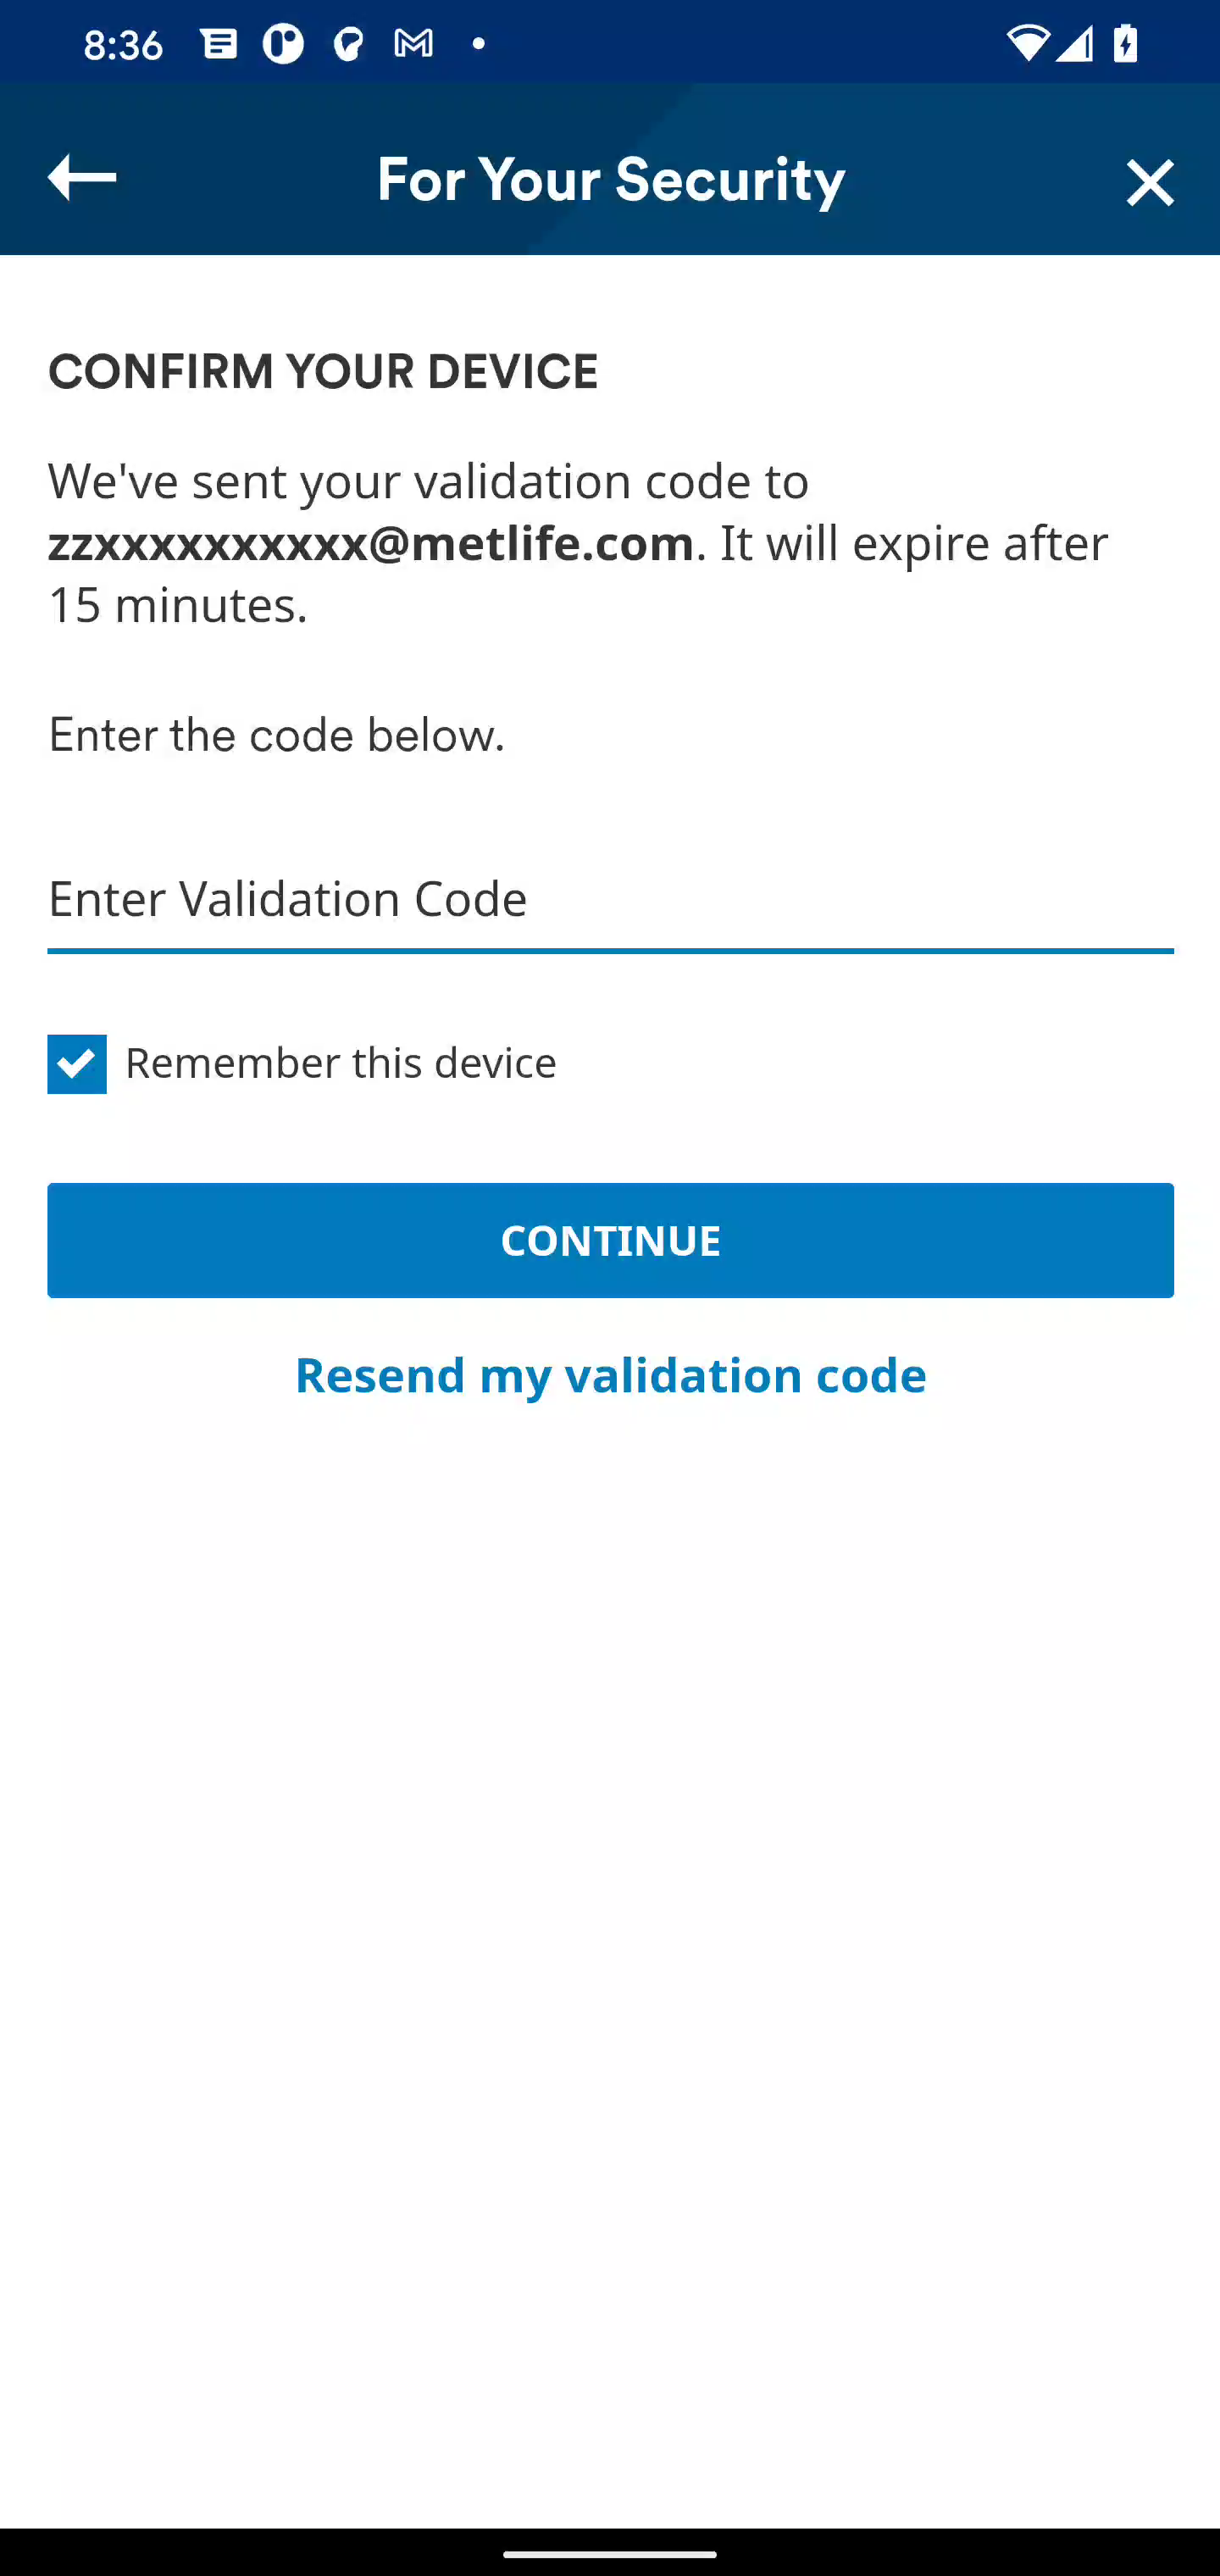 8:36
For Your Security
CONFIRM YOUR DEVICE
We've sent your validation code to
zzxxxxxxxxxx@metlife.com. It will expire after
15 minutes.
Enter the code below.
Enter Validation Code
Remember this device
CONTINUE
Resend my validation code